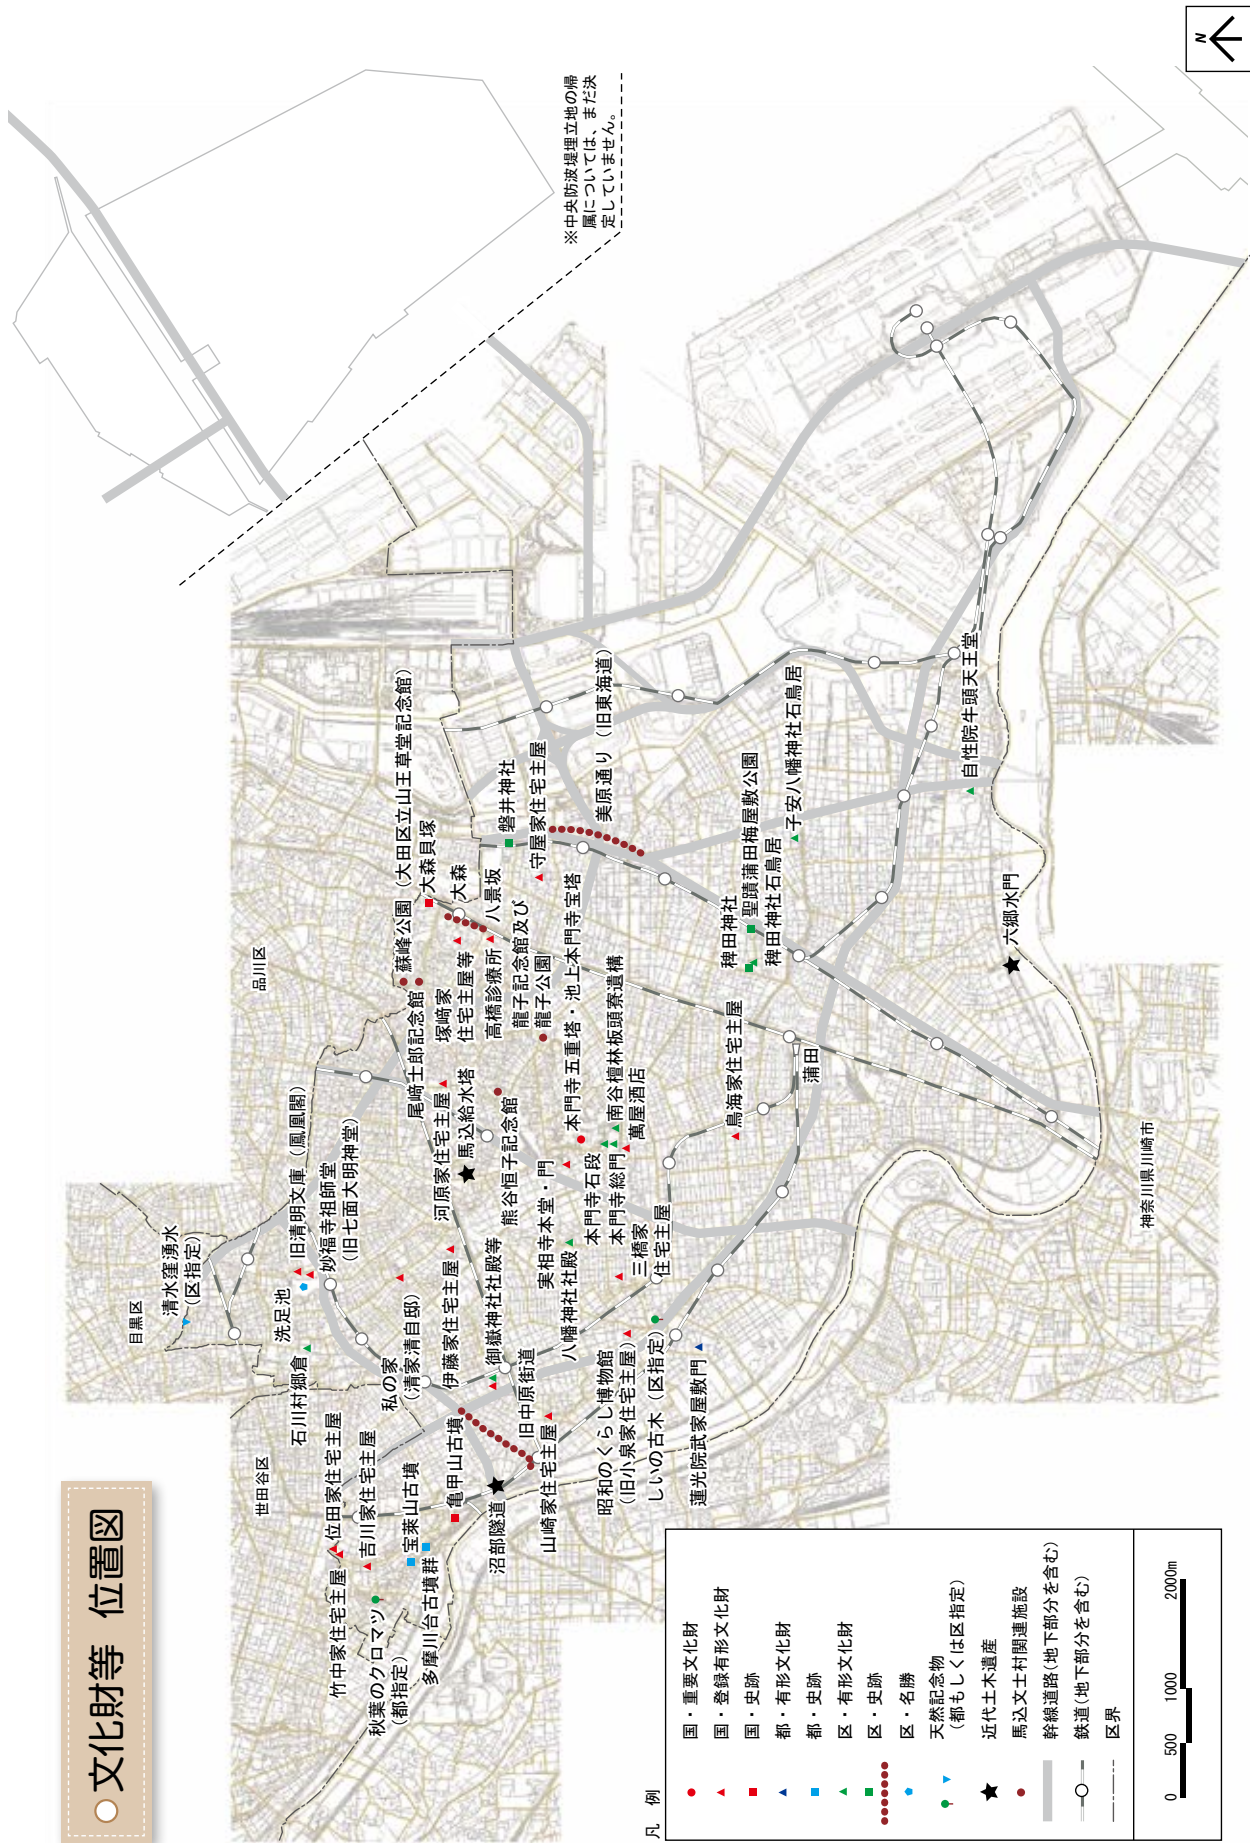 文化財等 位置図
N
※中央防波堤埋立地の帰
属については、まだ決
定していません。
品川区
目黒区
世田谷区
神奈川県川崎市
清水窪湧水
（区指定）
洗足池
旧清明文庫（鳳凰閣）
妙福寺祖師堂
（旧七面大明神堂）
石川村郷倉
私の家
（清家清自邸）
位田家住宅主屋
竹中家住宅主屋
吉川家住宅主屋
秋葉のクロマツ
（都指定）
宝莱山古墳
多摩川台古墳群
亀甲山古墳
沼部隧道
旧中原街道
山崎家住宅主屋
伊藤家住宅主屋
御嶽神社社殿等
河原家住宅主屋
馬込給水塔
熊谷恒子記念館
尾﨑士郎記念館
蘇峰公園（大田区立山王草堂記念館）
大森貝塚
大森
塚﨑家
住宅主屋等
八景坂
高橋診療所
龍子記念館及び
龍子公園
磐井神社
守屋家住宅主屋
美原通り（旧東海道）
本門寺五重塔・池上本門寺宝塔
実相寺本堂・門
八幡神社社殿
本門寺石段
本門寺総門
南谷檀林板頭寮遺構
萬屋酒店
三橋家
住宅主屋
昭和のくらし博物館
（旧小泉家住宅主屋）
しいの古木（区指定）
蓮光院武家屋敷門
鳥海家住宅主屋
蒲田
稗田神社
聖蹟蒲田梅屋敷公園
稗田神社石鳥居
子安八幡神社石鳥居
自性院牛頭天王堂
六郷水門
凡 例
国・重要文化財
国・登録有形文化財
国・史跡
都・有形文化財
都・史跡
区・有形文化財
区・史跡
区・名勝
天然記念物
（都もしくは区指定）
近代土木遺産
馬込文士村関連施設
幹線道路(地下部分を含む)
鉄道(地下部分を含む)
区界
0 500 1000 2000m